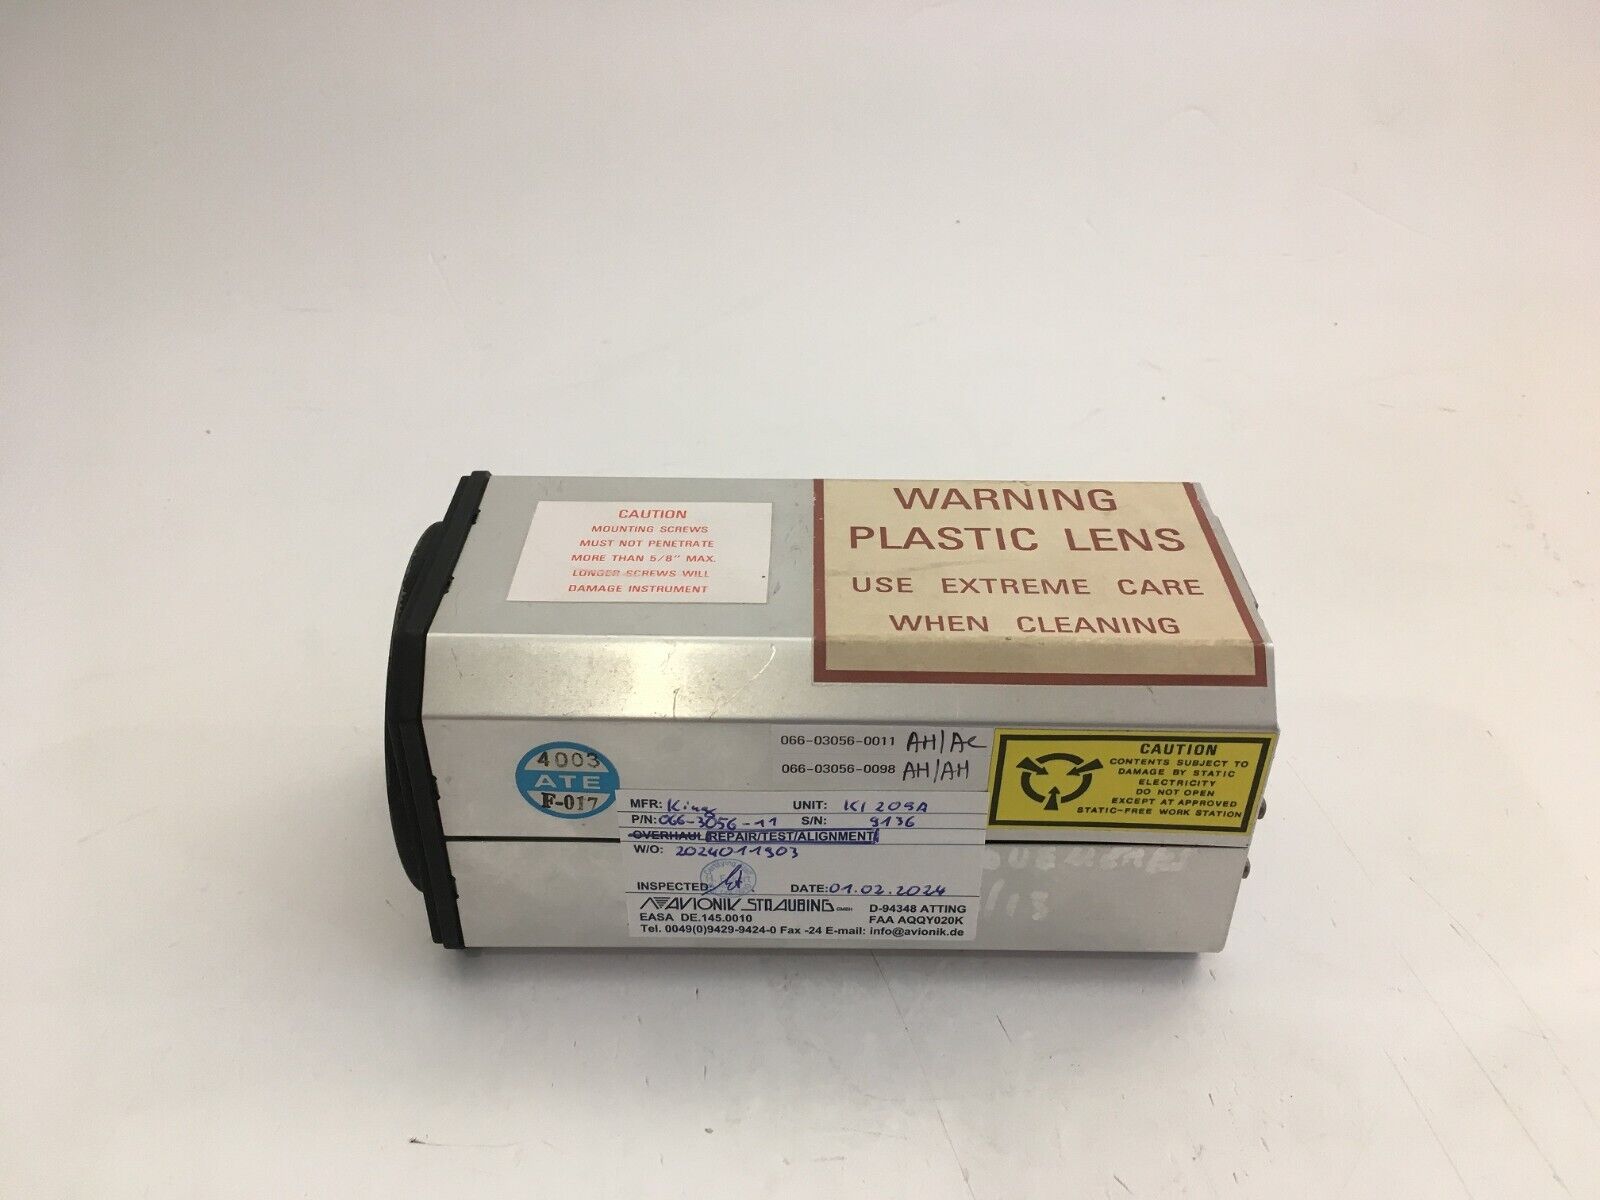 CAUTION
MOUNTING SCREWS
MUST NOT PENETRATE
MORE THAN 5/8" MAX.
LONGER SCREWS WILL
DAMAGE INSTRUMENT
WARNING
PLASTIC LENS
USE EXTREME CARE
WHEN CLEANING
4003
ATE
F-017
066-03056-0011 AH/AC
066-03056-0098 AH/AH
CAUTION
CONTENTS SUBJECT TO
DAMAGE BY STATIC
ELECTRICITY
DO NOT OPEN
EXCEPT AT APPROVED
STATIC-FREE WORK STATION
MFR: King UNIT: KI 209A
P/N: 066-3056-11 S/N: 9136
OVERHAUL/REPAIR/TEST/ALIGNMENT
W/O: 2024011903
INSPECTED: DATE: 01.02.2024
AVIONIK STRAUBING GMBH D-94348 ATTING
EASA DE.145.0010 FAA AQQY020K
Tel. 0049(0)9429-9424-0 Fax -24 E-mail: info@avionik.de